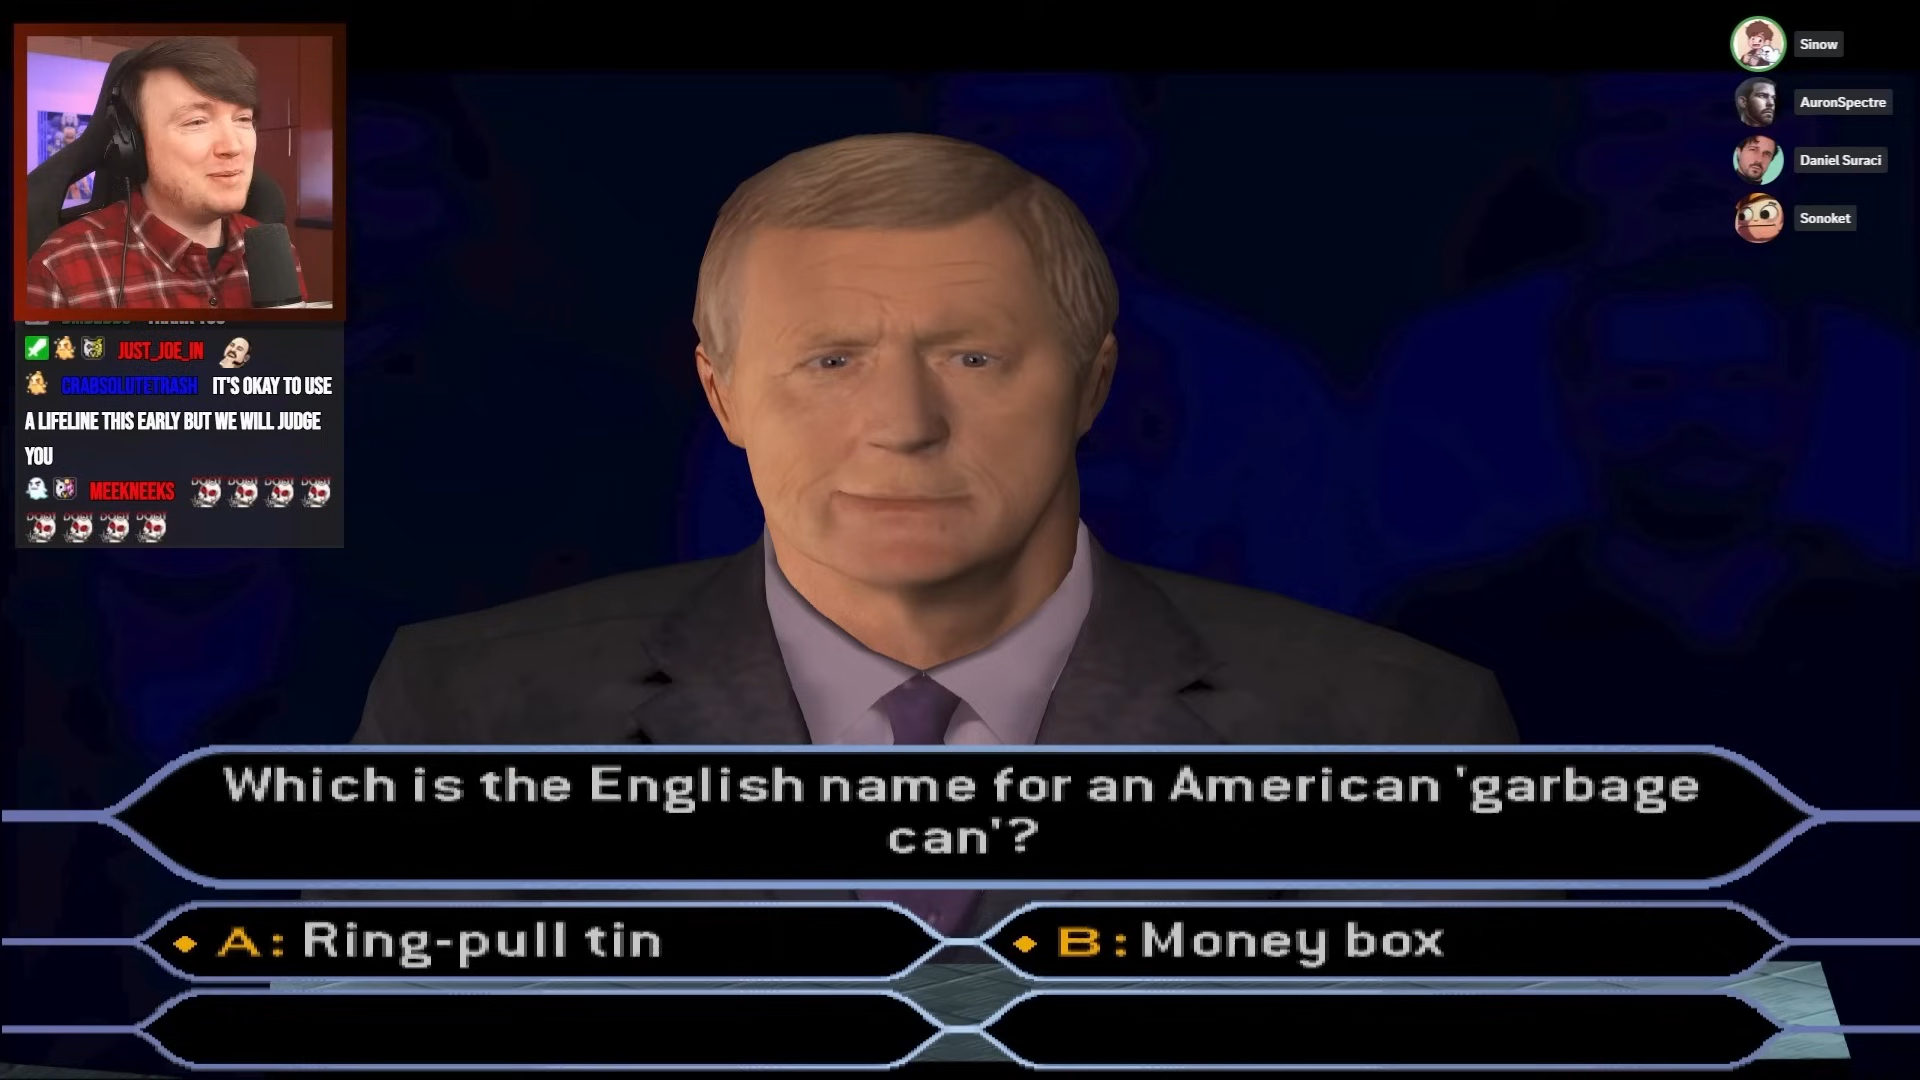 Sinow
AuronSpectre
Daniel Suraci
Sonoket
JUST_JOE_IN
CRABSOLUTETRASH IT'S OKAY TO USE
A LIFELINE THIS EARLY BUT WE WILL JUDGE
YOU
MEEKNEEKS
Which is the English name for an American 'garbage
can'?
A: Ring-pull tin
B: Money box